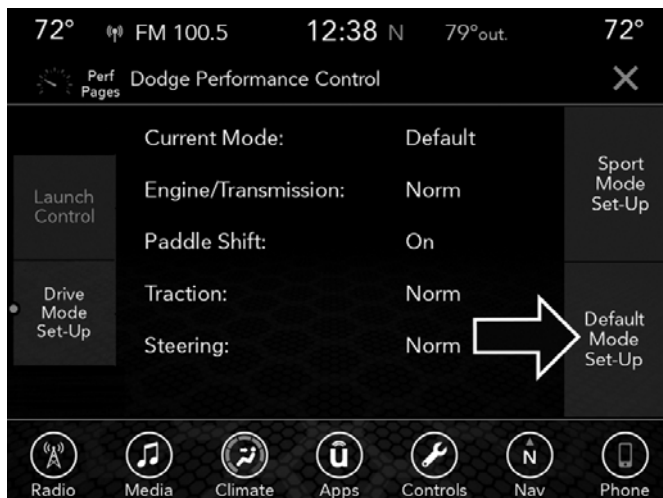 72° FM 100.5 12:38 N 79°out. 72°
Perf
Pages
Dodge Performance Control
Current Mode: Default
Engine/Transmission: Norm
Paddle Shift: On
Traction: Norm
Steering: Norm
Launch
Control
Drive
Mode
Set-Up
Sport
Mode
Set-Up
Default
Mode
Set-Up
û
N
Radio Media Climate Apps Controls Nav Phone